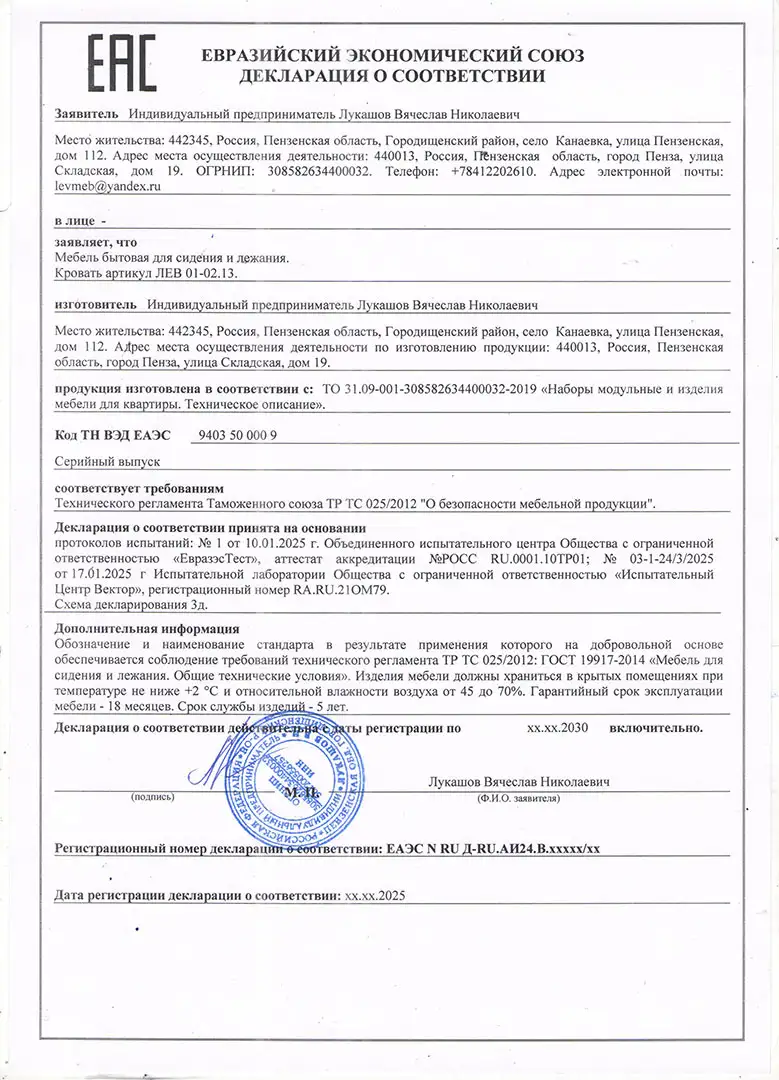 EAC
ЕВРАЗИЙСКИЙ ЭКОНОМИЧЕСКИЙ СОЮЗ
ДЕКЛАРАЦИЯ О СООТВЕТСТВИИ
Заявитель Индивидуальный предприниматель Лукашов Вячеслав Николаевич
Место жительства: 442345, Россия, Пензенская область, Городищенский район, село Канаевка, улица Пензенская,
дом 112. Адрес места осуществления деятельности: 440013, Россия, Пензенская область, город Пенза, улица
Складская, дом 19. ОГРНИП: 308582634400032. Телефон: +78412202610. Адрес электронной почты:
levmeb@yandex.ru
в лице -
заявляет, что
Мебель бытовая для сидения и лежания.
Кровать артикул ЛЕВ 01-02.13.
изготовитель Индивидуальный предприниматель Лукашов Вячеслав Николаевич
Место жительства: 442345, Россия, Пензенская область, Городищенский район, село Канаевка, улица Пензенская,
дом 112. Адрес места осуществления деятельности по изготовлению продукции: 440013, Россия, Пензенская
область, город Пенза, улица Складская, дом 19.
продукция изготовлена в соответствии с: ТО 31.09-001-308582634400032-2019 «Наборы модульные и изделия
мебели для квартиры. Техническое описание».
Код ТН ВЭД ЕАЭС 9403 50 000 9
Серийный выпуск
соответствует требованиям
Технического регламента Таможенного союза ТР ТС 025/2012 "О безопасности мебельной продукции".
Декларация о соответствии принята на основании
протоколов испытаний: № 1 от 10.01.2025 г. Объединенного испытательного центра Общества с ограниченной
ответственностью «ЕвразэсТест», аттестат аккредитации №РОСС RU.0001.10ТР01; № 03-1-24/3/2025
от 17.01.2025 г Испытательной лаборатории Общества с ограниченной ответственностью «Испытательный
Центр Вектор», регистрационный номер RA.RU.21ОМ79.
Схема декларирования 3д.
Дополнительная информация
Обозначение и наименование стандарта в результате применения которого на добровольной основе
обеспечивается соблюдение требований технического регламента ТР ТС 025/2012: ГОСТ 19917-2014 «Мебель для
сидения и лежания. Общие технические условия». Изделия мебели должны храниться в крытых помещениях при
температуре не ниже +2 °С и относительной влажности воздуха от 45 до 70%. Гарантийный срок эксплуатации
мебели - 18 месяцев. Срок службы изделий - 5 лет.
Декларация о соответствии действительна с даты регистрации по хх.хх.2030 включительно.
М. П.
Лукашов Вячеслав Николаевич
(подпись)
(Ф.И.О. заявителя)
Регистрационный номер декларации о соответствии: ЕАЭС N RU Д-RU.АИ24.В.ххххх/хх
Дата регистрации декларации о соответствии: хх.хх.2025